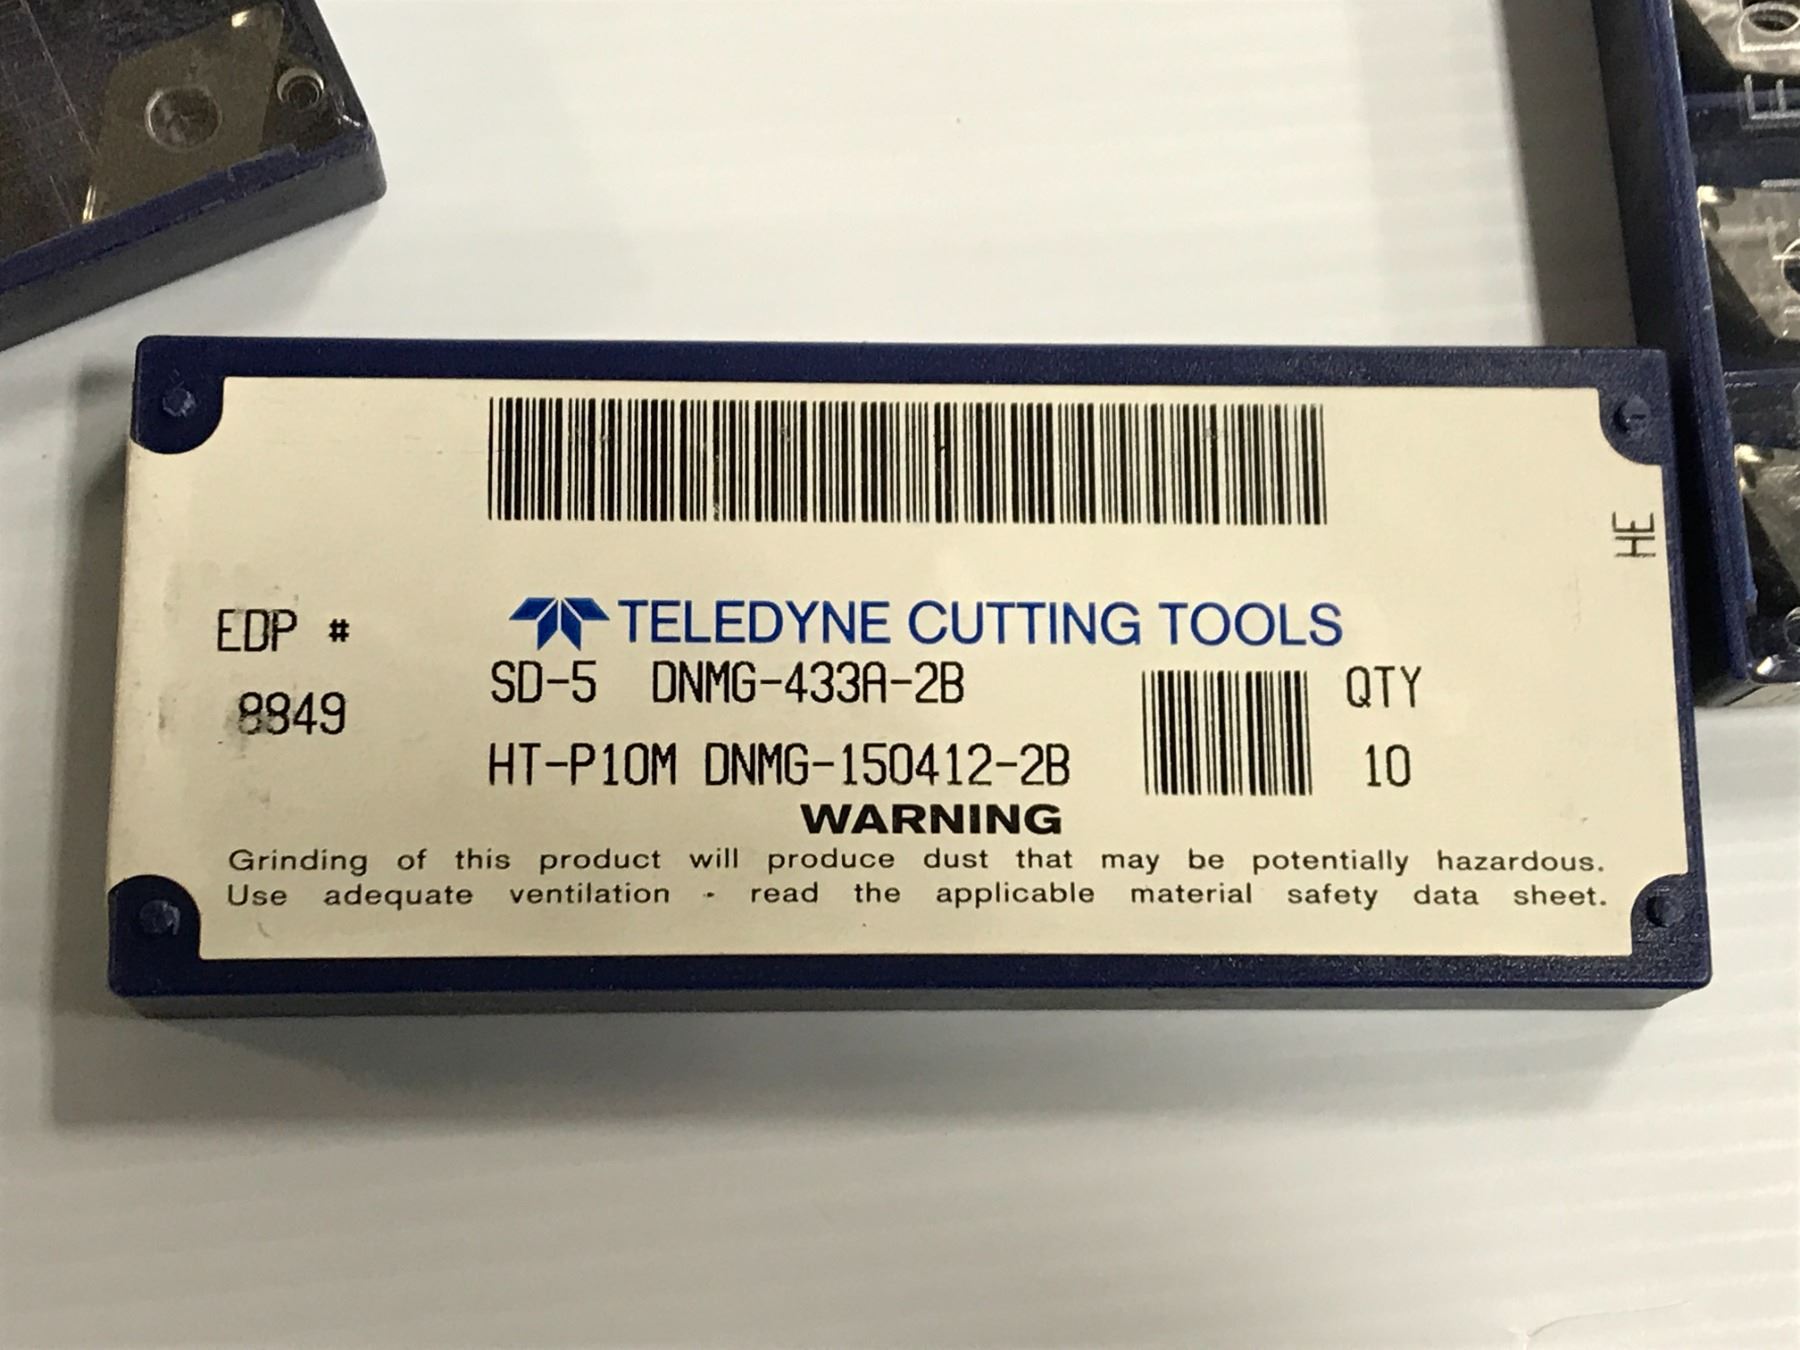 HE
TELEDYNE CUTTING TOOLS
EDP # SD-5 DNMG-433A-2B QTY
8849 HT-P10M DNMG-150412-2B 10
WARNING
Grinding of this product will produce dust that may be potentially hazardous.
Use adequate ventilation - read the applicable material safety data sheet.